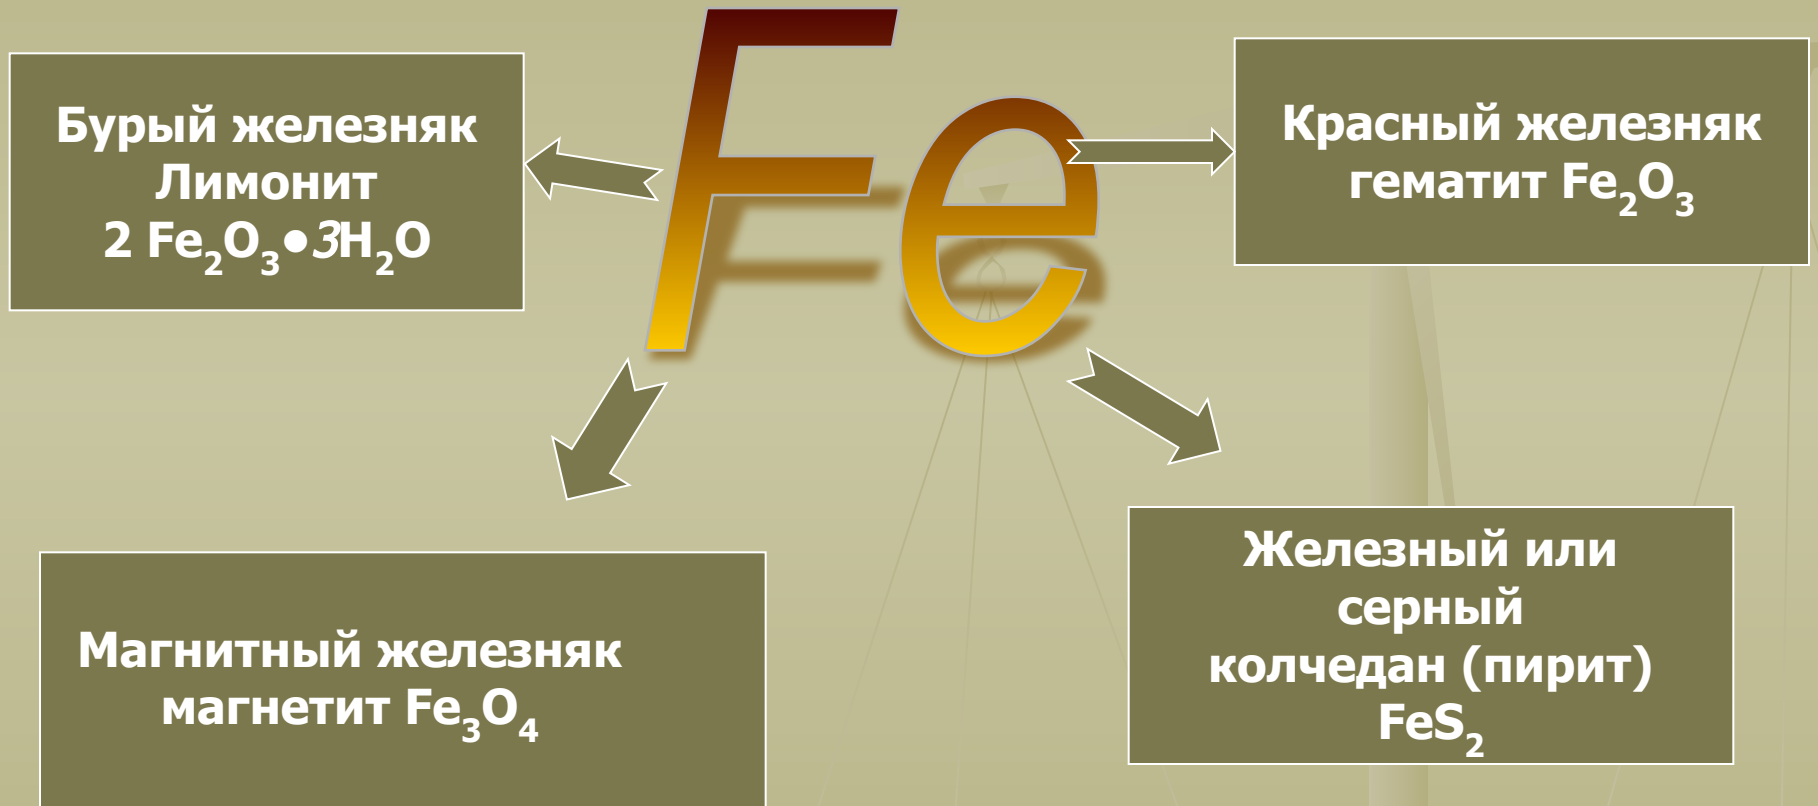 Fe
Бурый железняк
Лимонит
2 Fe₂O₃●3H₂O
Красный железняк
гематит Fe₂O₃
Магнитный железняк
магнетит Fe₃O₄
Железный или
серный
колчедан (пирит)
FeS₂